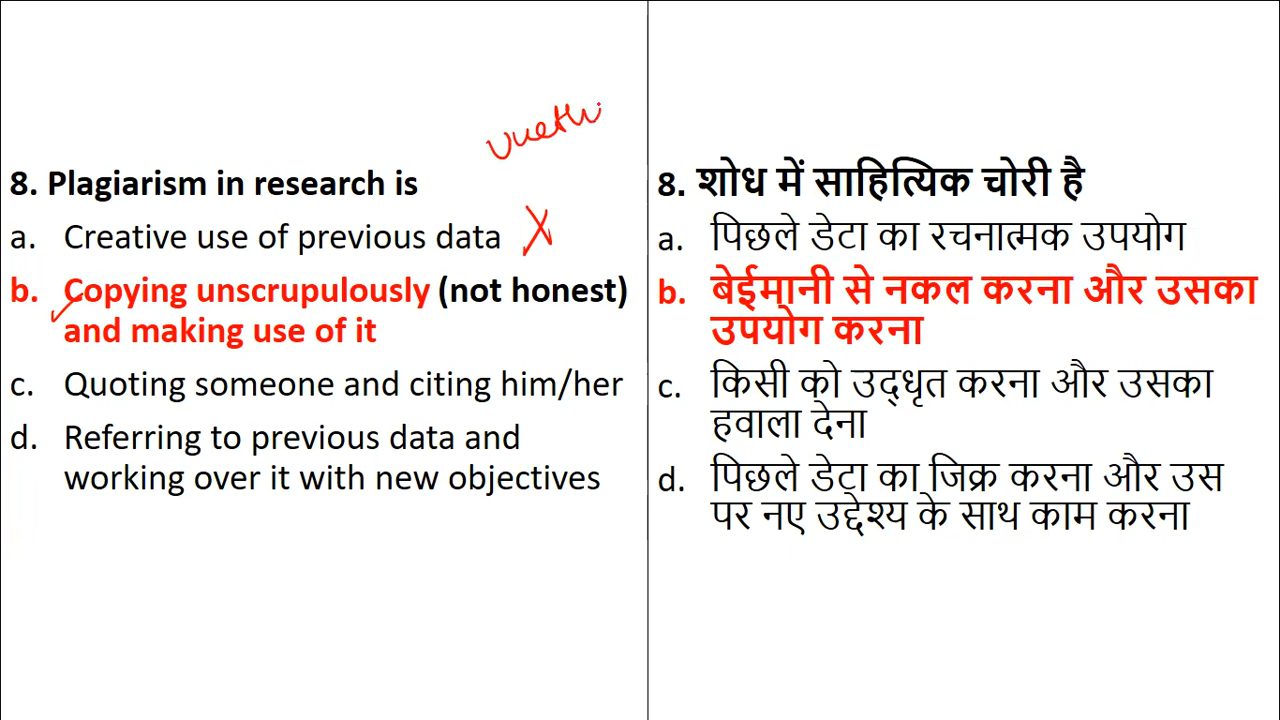 8. Plagiarism in research is
a. Creative use of previous data
b. Copying unscrupulously (not honest)
and making use of it
c. Quoting someone and citing him/her
d. Referring to previous data and
working over it with new objectives
8. शोध में साहित्यिक चोरी है
a. पिछले डेटा का रचनात्मक उपयोग
b. बेईमानी से नकल करना और उसका
उपयोग करना
c. किसी को उद्धृत करना और उसका
हवाला देना
d. पिछले डेटा का जिक्र करना और उस
पर नए उद्देश्य के साथ काम करना